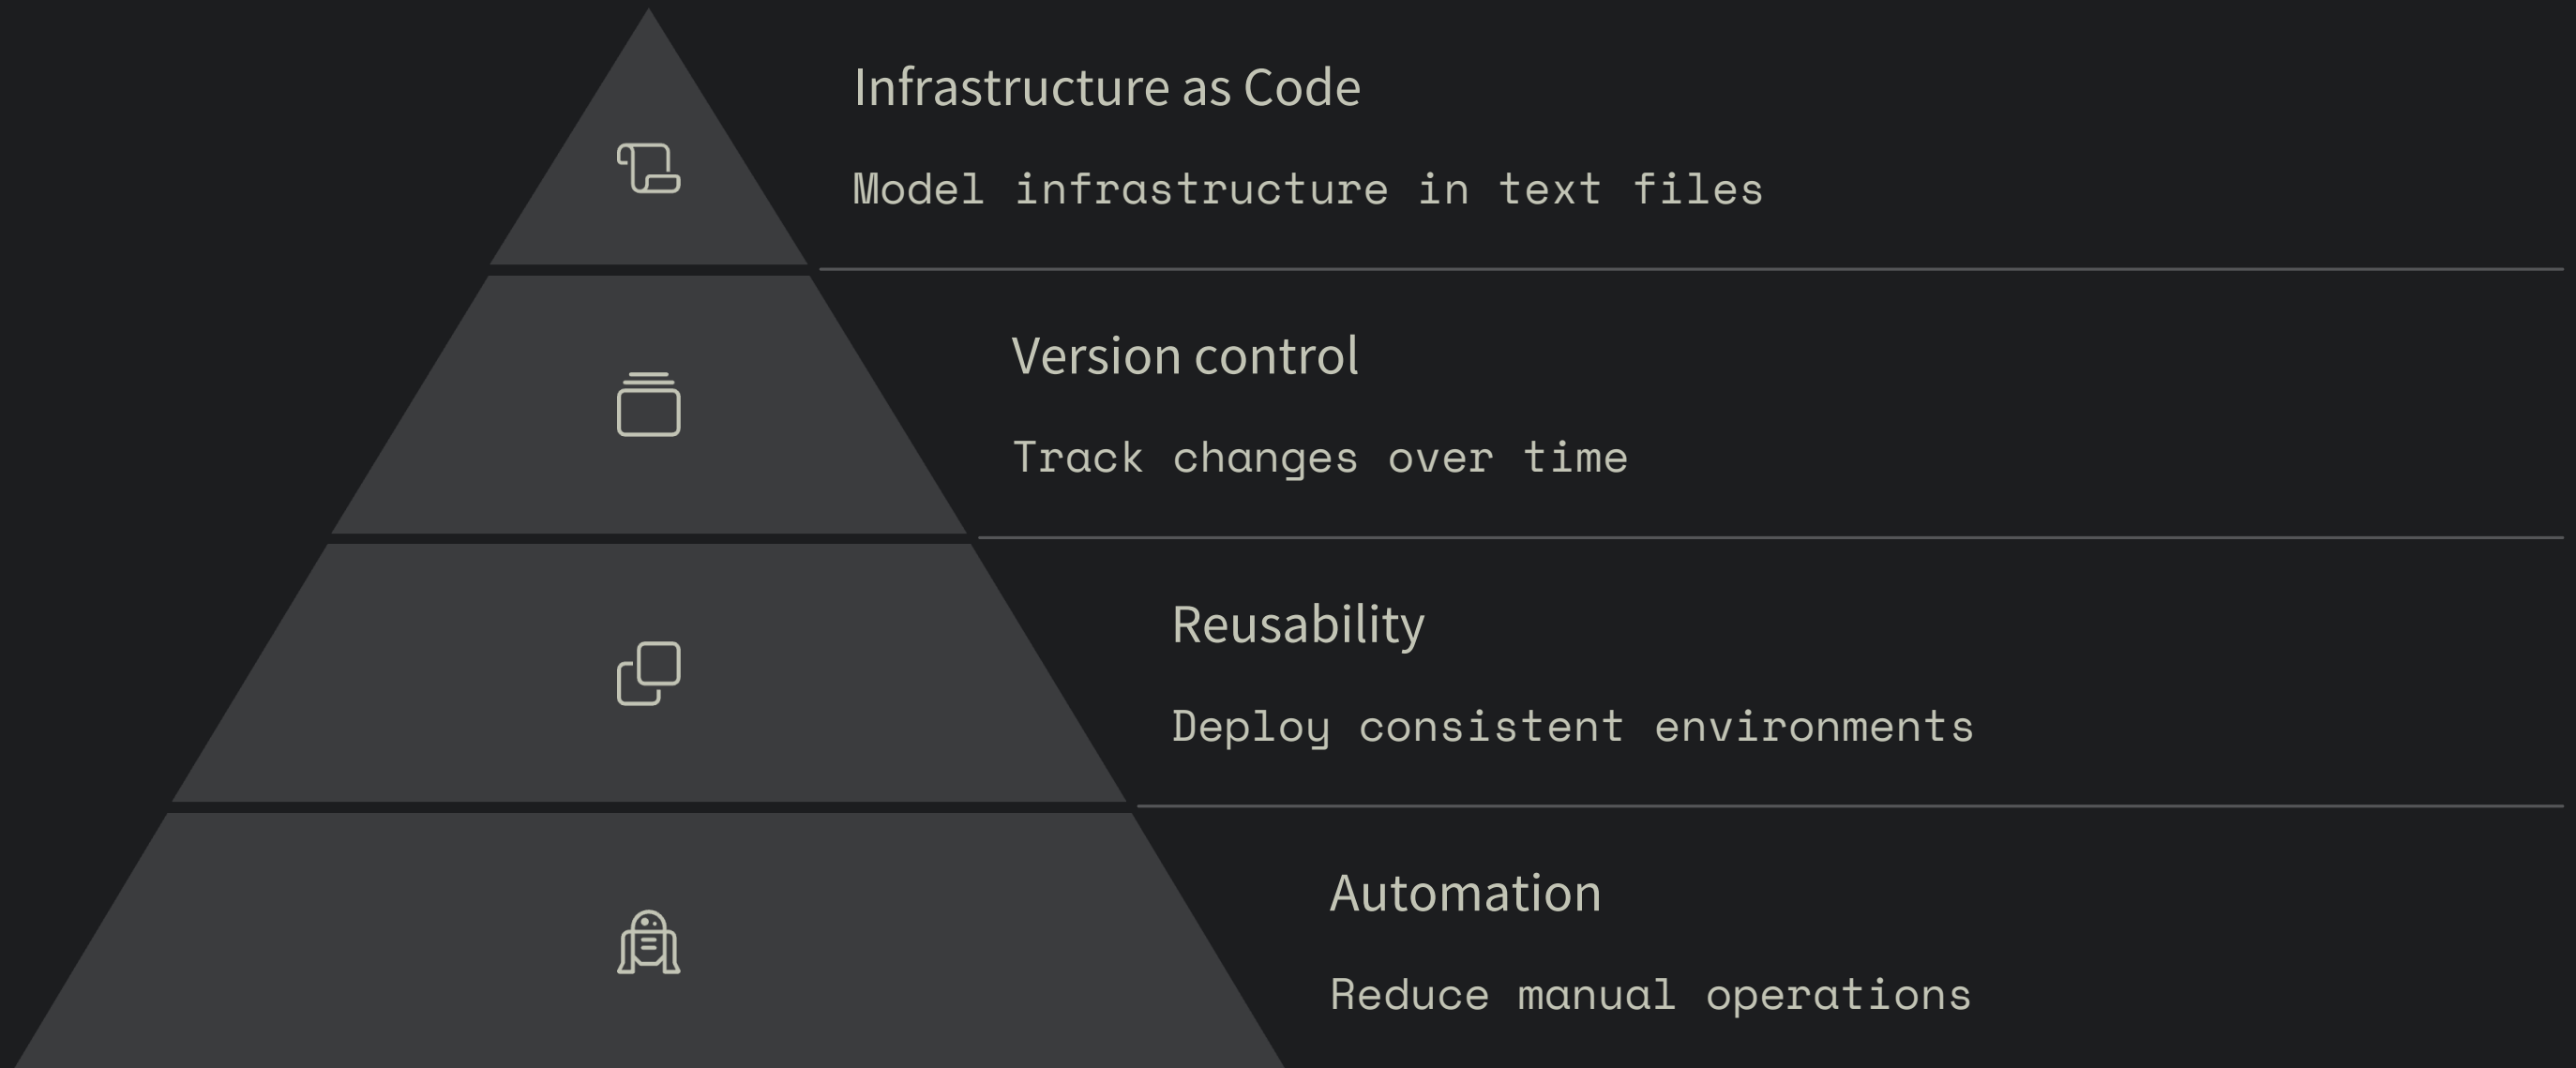 Infrastructure as Code
Model infrastructure in text files
Version control
Track changes over time
Reusability
Deploy consistent environments
Automation
Reduce manual operations